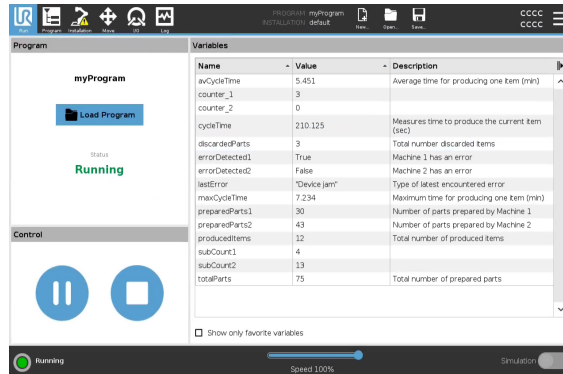 UR
PROGRAM myProgram
INSTALLATION default
CCCC
CCCC
Run Program Installation Move I/O Log New... Open... Save...
Program
Variables
myProgram
Load Program
Status
Running
Name Value Description
avCycleTime 5.451 Average time for producing one item (min)
counter_1 3
counter_2 0
cycleTime 210.125 Measures time to produce the current item
(sec)
discardedParts 3 Total number discarded items
errorDetected1 True Machine 1 has an error
errorDetected2 False Machine 2 has an error
lastError "Device jam" Type of latest encountered error
maxCycleTime 7.234 Maximum time for producing one item (min)
preparedParts1 30 Number of parts prepared by Machine 1
preparedParts2 43 Number of parts prepared by Machine 2
producedItems 12 Total number of produced items
subCount1 4
subCount2 13
totalParts 75 Total number of prepared parts
Control
Show only favorite variables
Running
Speed 100%
Simulation